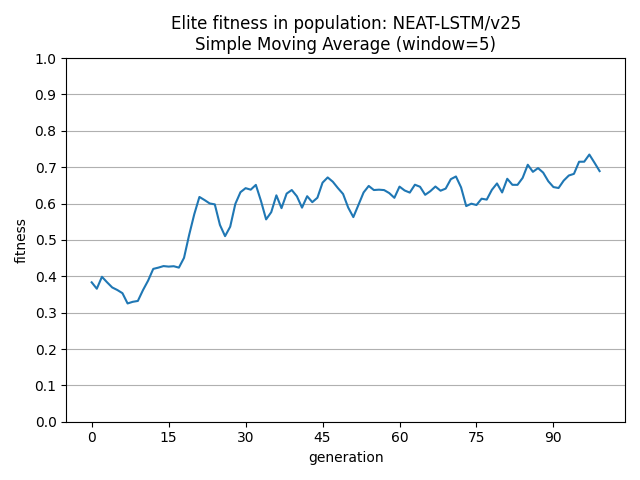 Elite fitness in population: NEAT-LSTM/v25
Simple Moving Average (window=5)
1.0
0.9
0.8
0.7
0.6
0.5
0.4
0.3
0.2
0.1
0.0
fitness
0 15 30 45 60 75 90
generation